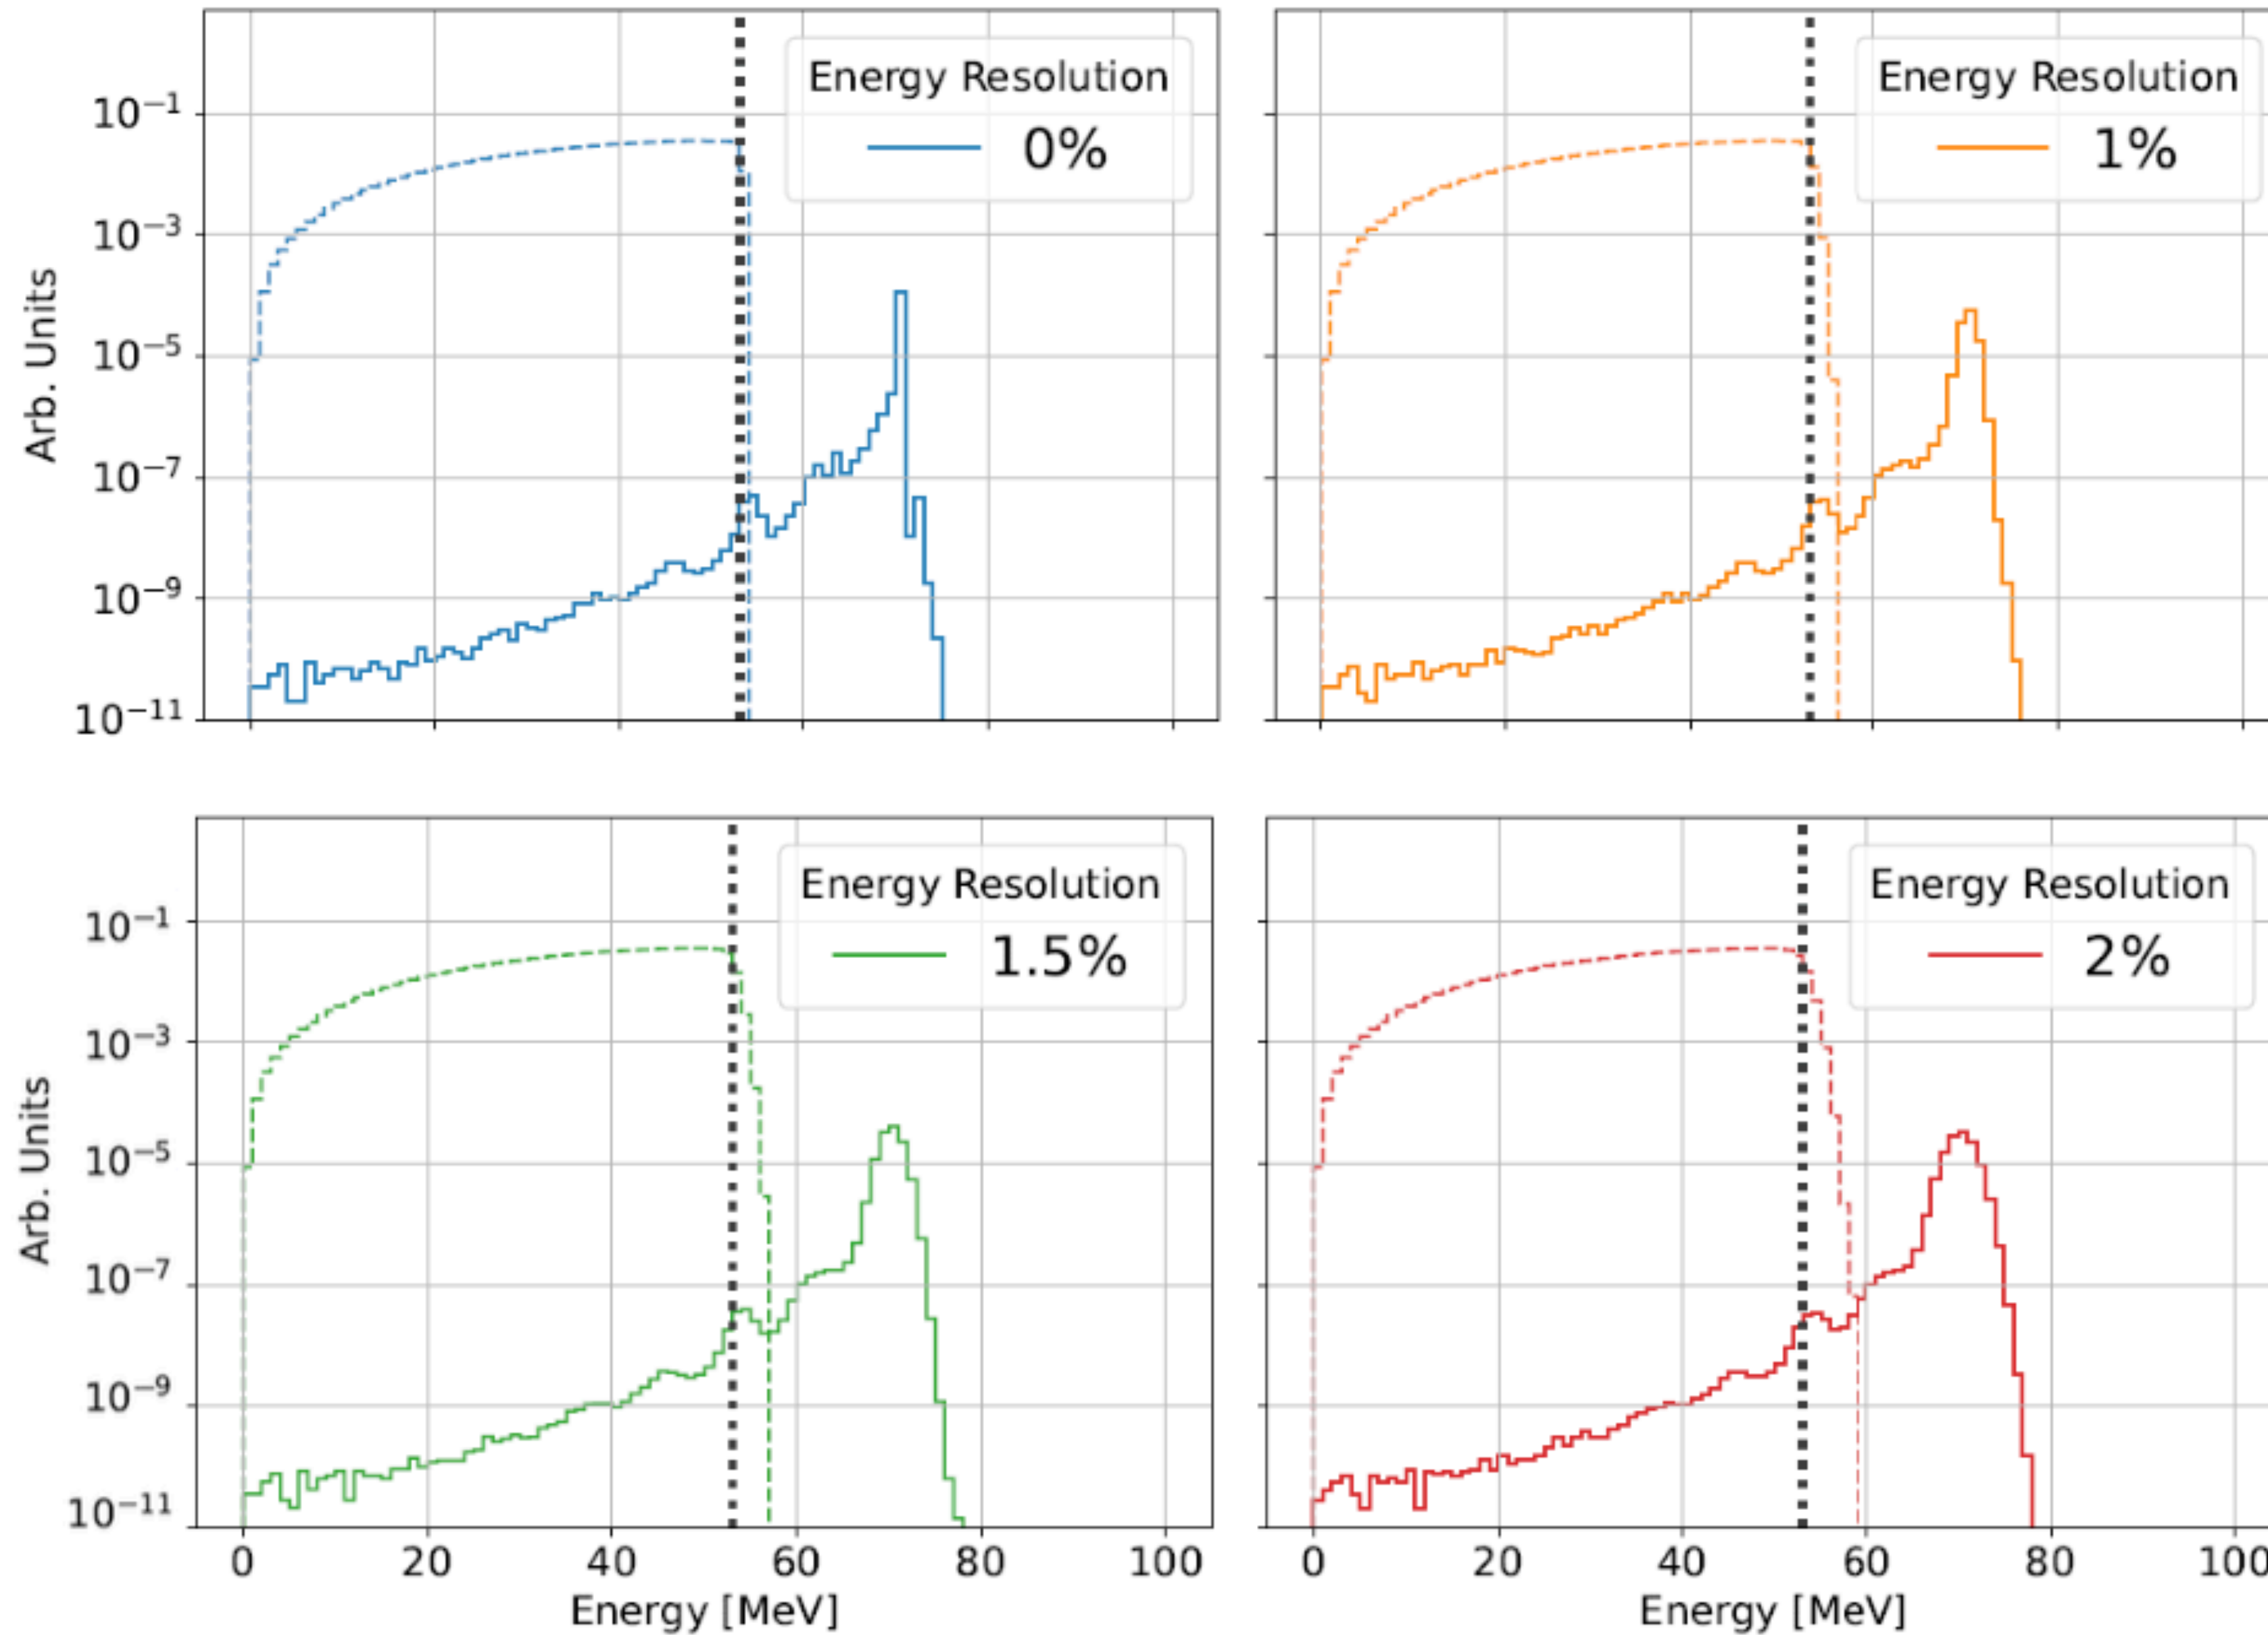 Energy Resolution
0%
Energy Resolution
1%
10⁻¹
10⁻³
10⁻⁵
10⁻⁷
10⁻⁹
10⁻¹¹
Arb. Units
Energy Resolution
1.5%
Energy Resolution
2%
10⁻¹
10⁻³
10⁻⁵
10⁻⁷
10⁻⁹
10⁻¹¹
Arb. Units
0 20 40 60 80 100
Energy [MeV]
0 20 40 60 80 100
Energy [MeV]